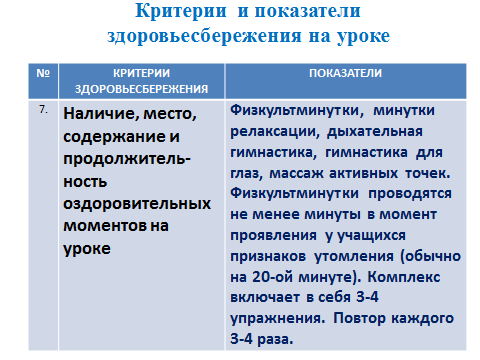 Критерии и показатели
здоровьесбережения на уроке
№
КРИТЕРИИ
ЗДОРОВЬЕСБЕРЕЖЕНИЯ
ПОКАЗАТЕЛИ
7.
Наличие, место,
содержание и
продолжитель-
ность
оздоровительных
моментов на
уроке
Физкультминутки, минутки
релаксации, дыхательная
гимнастика, гимнастика для
глаз, массаж активных точек.
Физкультминутки проводятся
не менее минуты в момент
проявления у учащихся
признаков утомления (обычно
на 20-ой минуте). Комплекс
включает в себя 3-4
упражнения. Повтор каждого
3-4 раза.